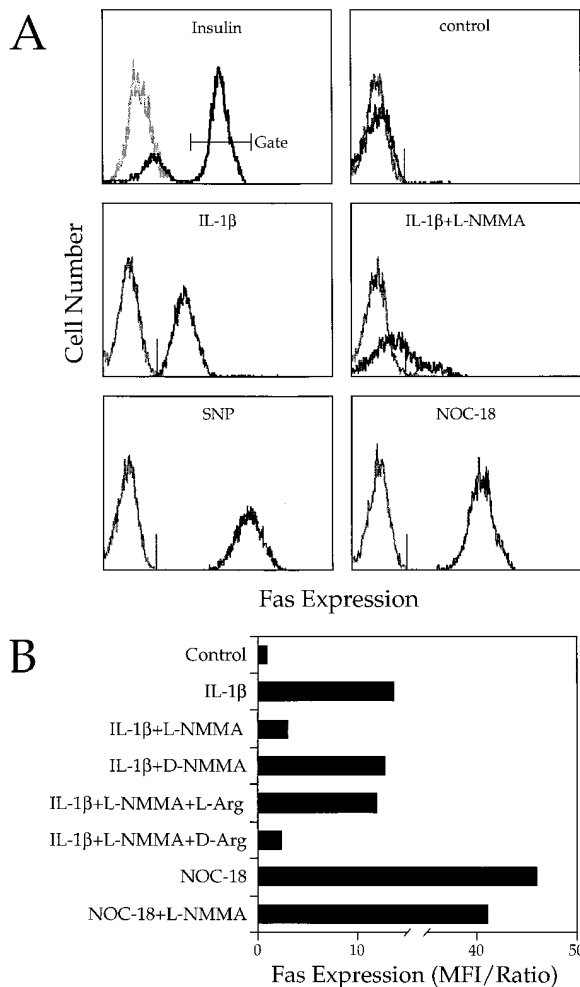 A
Insulin
Gate
control
IL-1β
IL-1β+L-NMMA
SNP
NOC-18
Cell Number
Fas Expression
B
Control
IL-1β
IL-1β+L-NMMA
IL-1β+D-NMMA
IL-1β+L-NMMA+L-Arg
IL-1β+L-NMMA+D-Arg
NOC-18
NOC-18+L-NMMA
0 10 40 50
Fas Expression (MFI/Ratio)